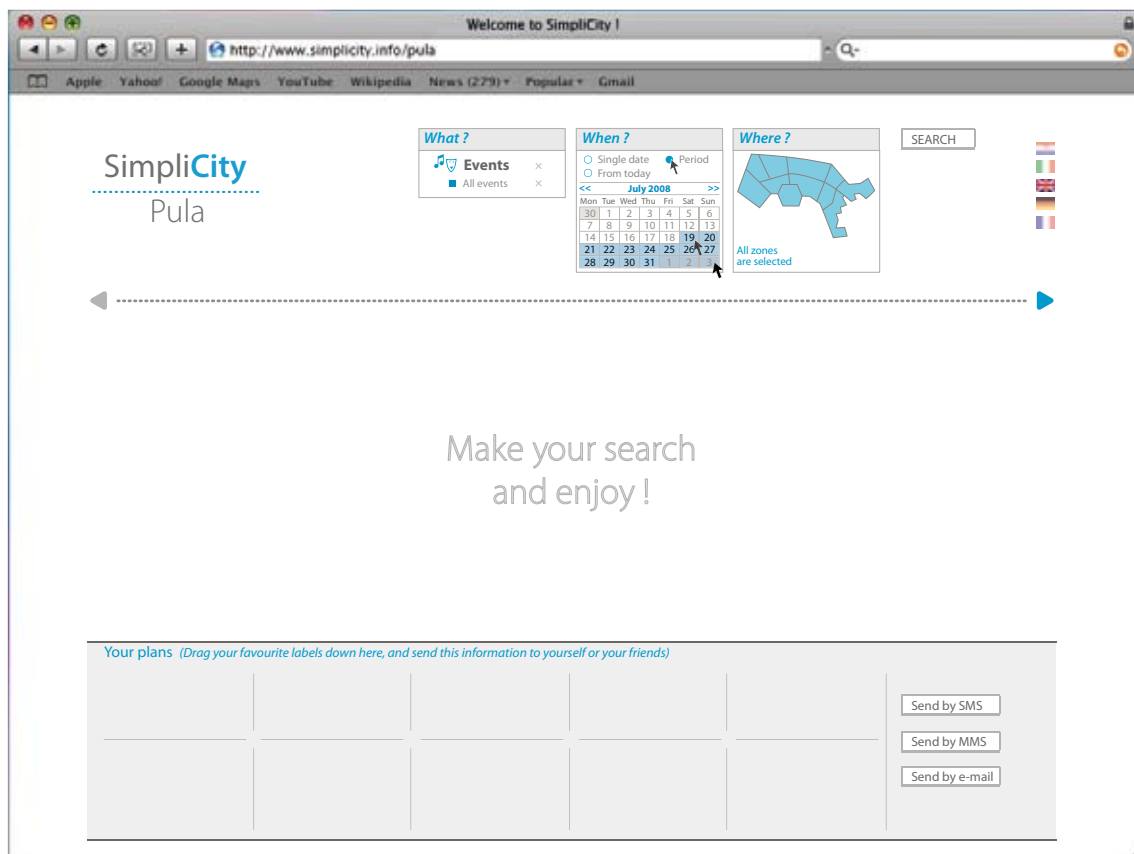 Welcome to SimpliCity !
http://www.simplicity.info/pula
Q-
Apple Yahoo! Google Maps YouTube Wikipedia News (279) Popular Gmail
SimpliCity
Pula
What ?
Events ×
All events ×
When ?
Single date Period
From today
<< July 2008 >>
Mon Tue Wed Thu Fri Sat Sun
30 1 2 3 4 5 6
7 8 9 10 11 12 13
14 15 16 17 18 19 20
21 22 23 24 25 26 27
28 29 30 31 1 2 3
Where ?
All zones
are selected
SEARCH
Make your search
and enjoy !
Your plans (Drag your favourite labels down here, and send this information to yourself or your friends)
Send by SMS
Send by MMS
Send by e-mail